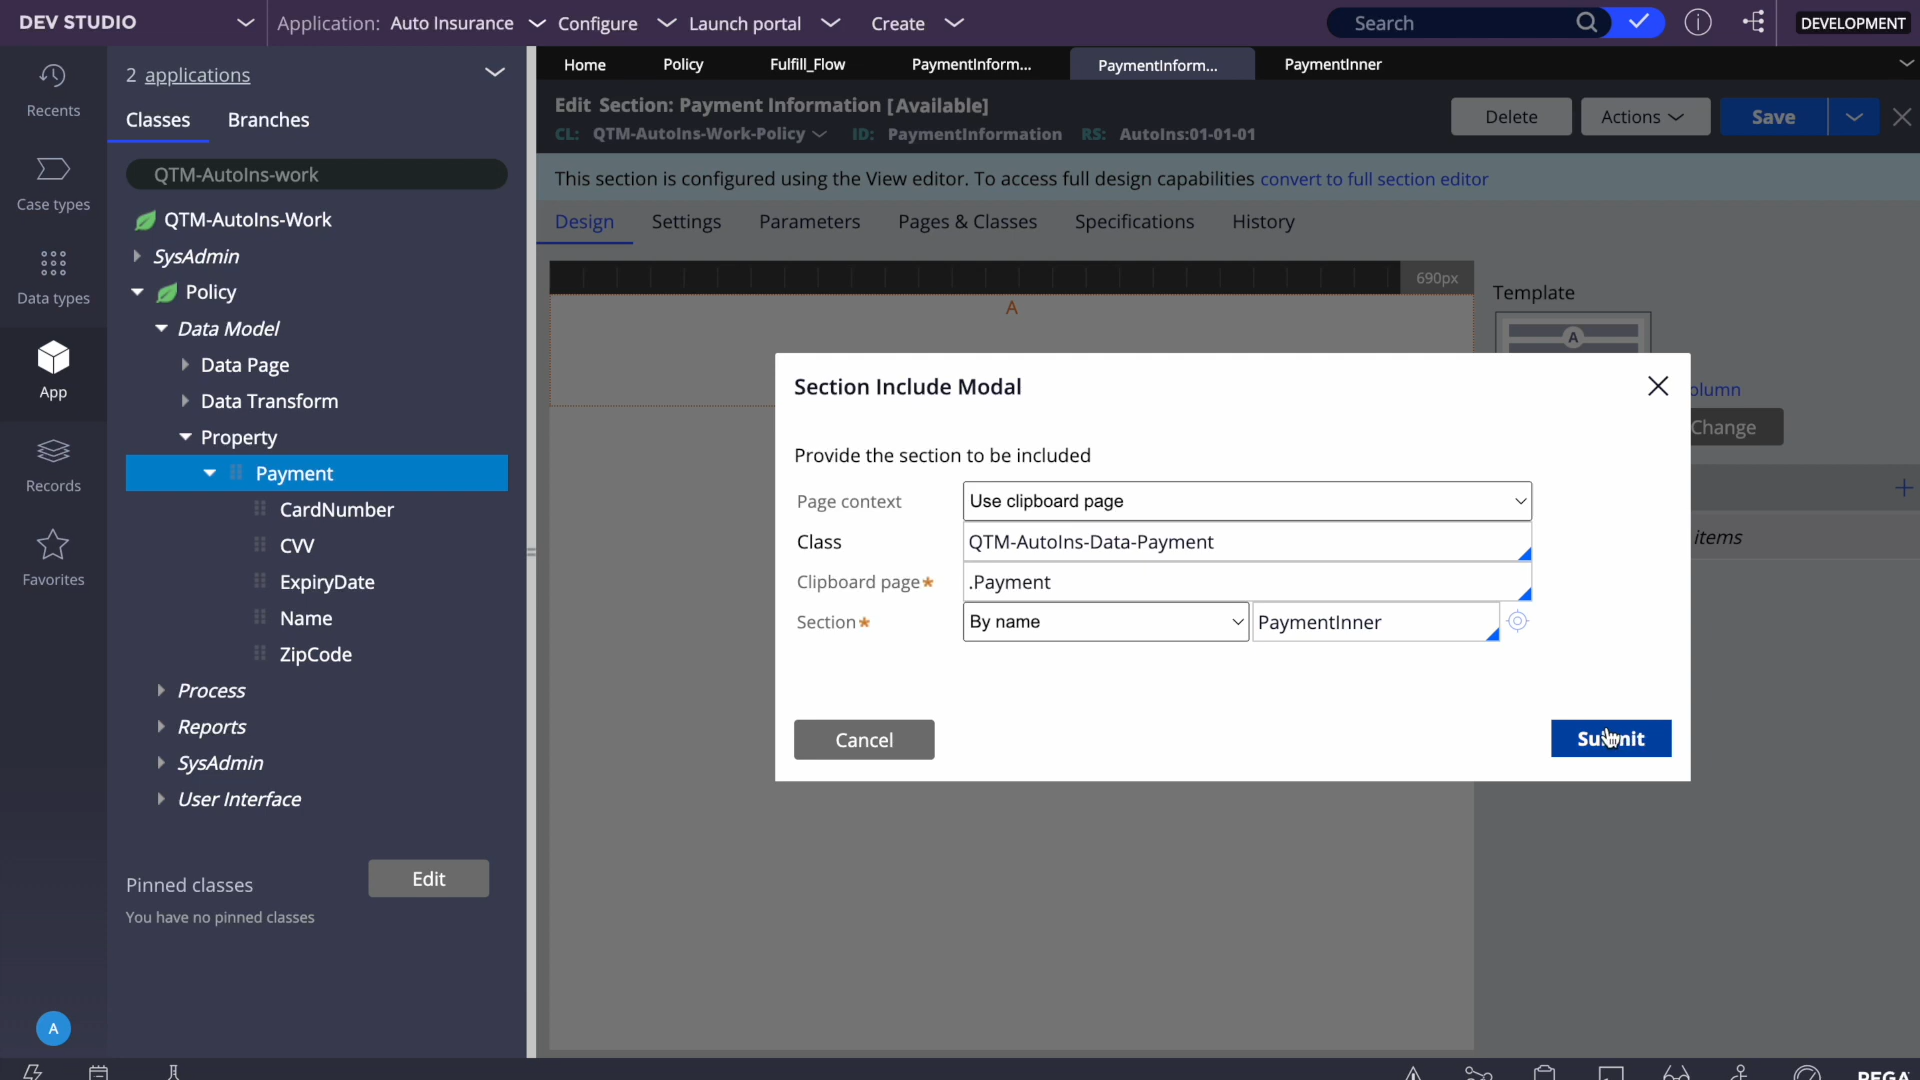 DEV STUDIO
Application: Auto Insurance
Configure
Launch portal
Create
Search
DEVELOPMENT
Recents
Case types
Data types
App
Records
Favorites
A
2 applications
Classes
Branches
QTM-AutoIns-work
QTM-AutoIns-Work
SysAdmin
Policy
Data Model
Data Page
Data Transform
Property
Payment
CardNumber
CVV
ExpiryDate
Name
ZipCode
Process
Reports
SysAdmin
User Interface
Pinned classes
Edit
You have no pinned classes
Home
Policy
Fulfill_Flow
PaymentInform...
PaymentInform...
PaymentInner
Edit Section: Payment Information [Available]
CL: QTM-AutoIns-Work-Policy ID: PaymentInformation RS: AutoIns:01-01-01
Delete
Actions
Save
This section is configured using the View editor. To access full design capabilities convert to full section editor
Design
Settings
Parameters
Pages & Classes
Specifications
History
690px
A
Template
A
olumn
Change
items
Section Include Modal
Provide the section to be included
Page context
Use clipboard page
Class
QTM-AutoIns-Data-Payment
Clipboard page*
.Payment
Section*
By name
PaymentInner
Cancel
Submit
PEGA